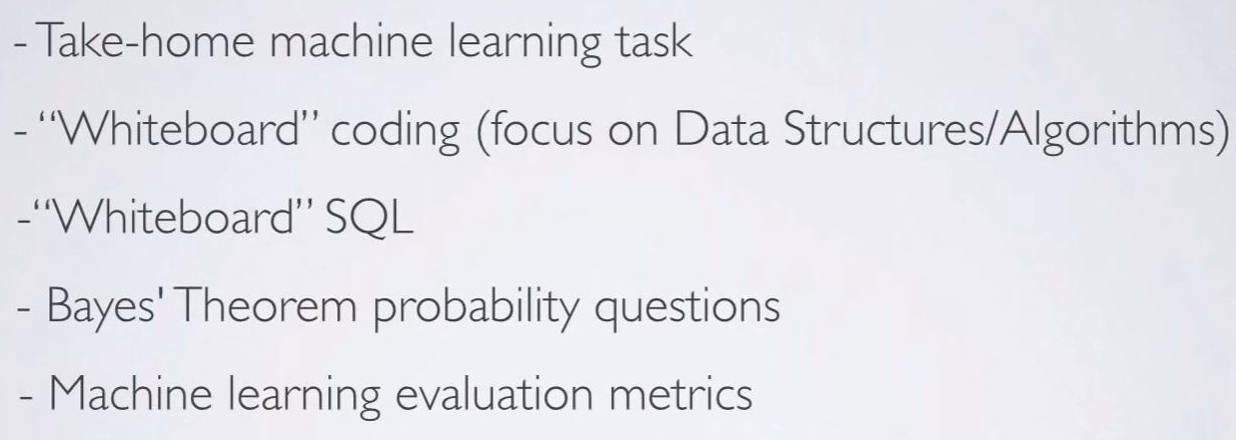 - Take-home machine learning task
- “Whiteboard” coding (focus on Data Structures/Algorithms)
-“Whiteboard” SQL
- Bayes' Theorem probability questions
- Machine learning evaluation metrics